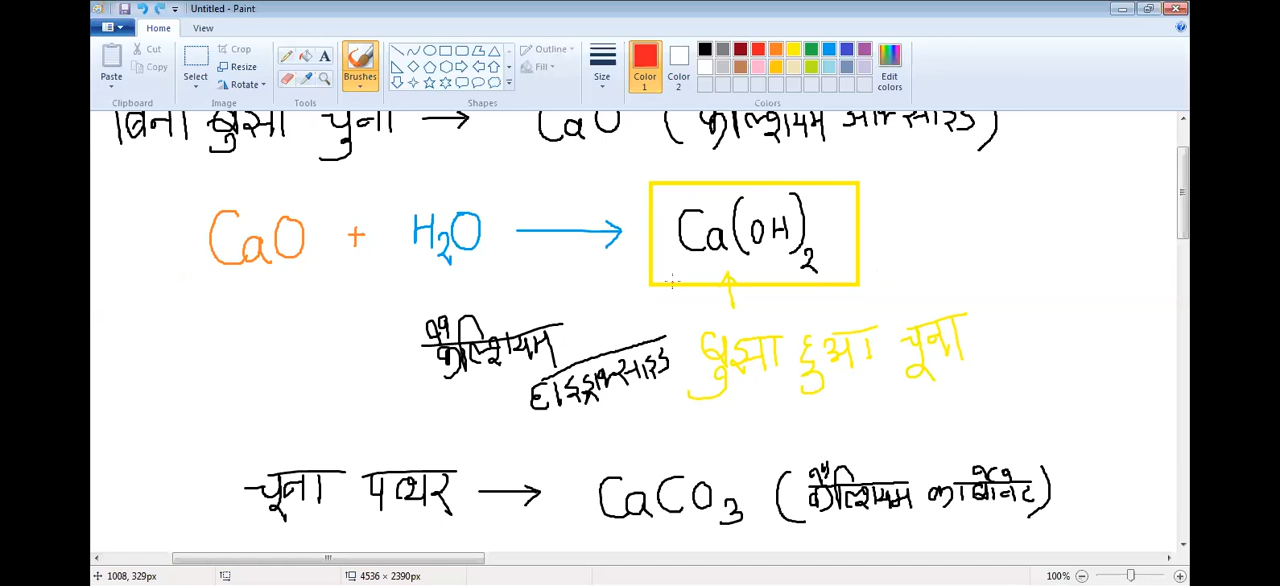 Untitled - Paint
Home View
Paste Cut Copy Select Crop Resize Rotate Brushes Outline Fill Size Color 1 Color 2 Edit colors
Clipboard Image Tools Shapes Colors
बिना बुझा चुना → CaO (कैल्शियम ऑक्साइड)
CaO + H₂O → Ca(OH)₂
कैल्शियम हाइड्रॉक्साइड
बुझा हुआ चूना
चूना पत्थर → CaCO₃ (कैल्शियम कार्बोनेट)
1008, 329px 4536 × 2390px 100%